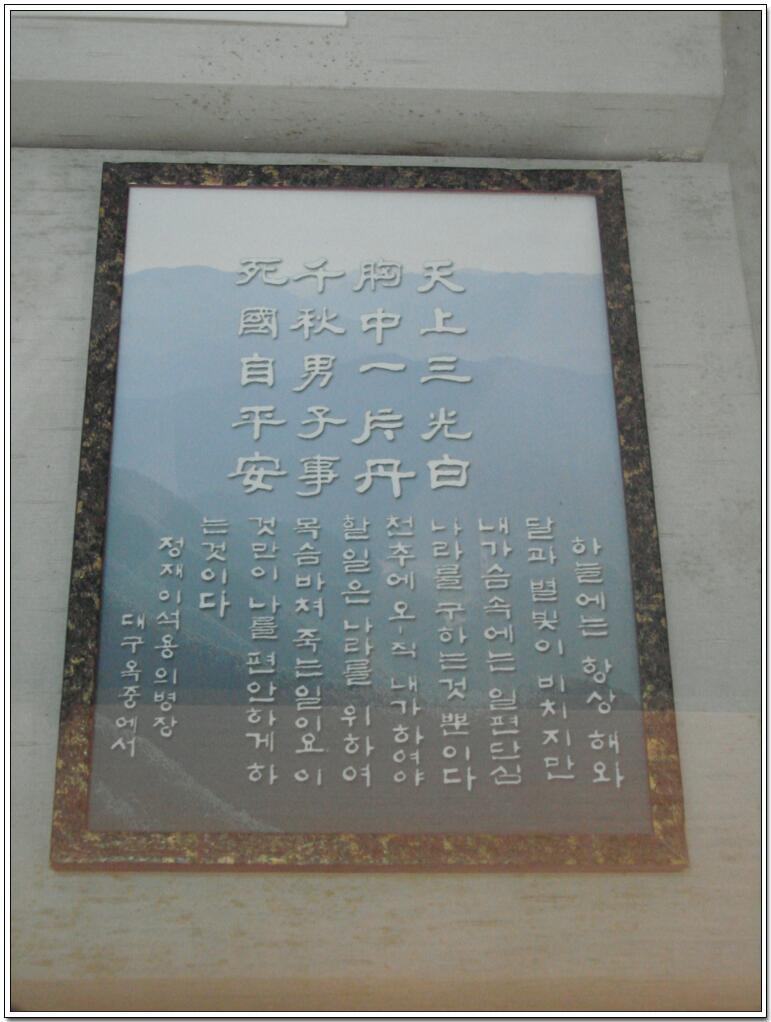 天上三光白
胸中一片丹
千秋男子事
死國自平安
하늘에는 항상 해와
달과 별빛이 비치지만
내가슴속에는 일편단심
나라를 구하는것 뿐이다
천추에 오직 내가하여야
할일은 나라를 위하여
목숨바쳐 죽는일이요 이
것만이 나를 편안하게 하
는것이다
정재이석용의병장
대구옥중에서